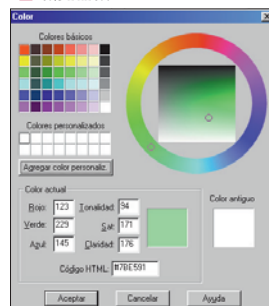 Color
Colores básicos
Colores personalizados
Agregar color personaliz.
Color actual
Rojo: 123 Tonalidad: 94
Verde: 229 Sat: 171
Azul: 145 Claridad: 176
Código HTML: #7BE591
Color antiguo
Aceptar Cancelar Ayuda